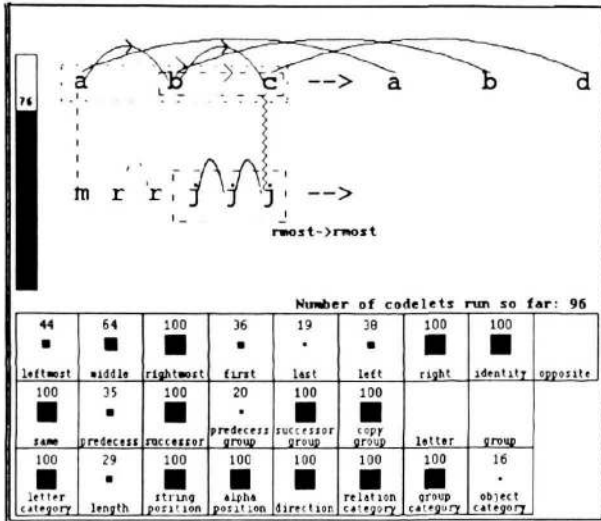 a b c --> a b d
76
m r r j j j -->
rmost->rmost
Number of codelets run so far: 96
44 64 100 36 19 38 100 100
leftmost middle rightmost first last left right identity opposite
100 35 100 20 100 100
same predecess successor predecess group successor group copy group letter group
100 29 100 100 100 100 100 16
letter category length string position alpha position direction relation category group category object category